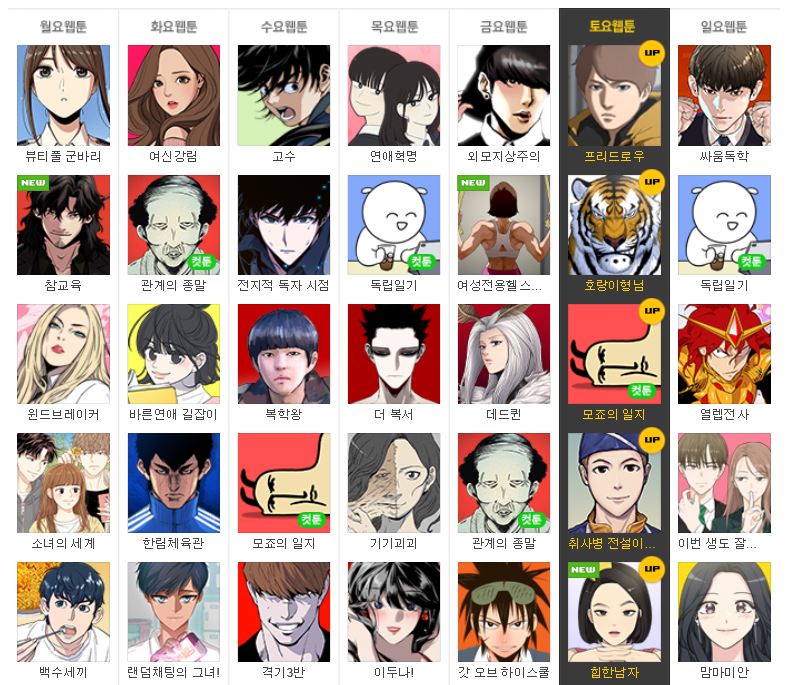 월요웹툰 화요웹툰 수요웹툰 목요웹툰 금요웹툰 토요웹툰 일요웹툰
UP
뷰티풀 군바리 여신강림 고수 연애혁명 외모지상주의 프리드로우 싸움독학
NEW NEW UP
컷툰 컷툰 컷툰
참교육 관계의 종말 전지적 독자 시점 독립일기 여성전용헬스... 호랑이형님 독립일기
UP
컷툰
윈드브레이커 바른연애 길잡이 복학왕 더 복서 데드퀸 모죠의 일지 열렙전사
UP
컷툰 컷툰
소녀의 세계 한림체육관 모죠의 일지 기기괴괴 관계의 종말 취사병 전설이... 이번 생도 잘...
NEW UP
백수세끼 랜덤채팅의 그녀! 격기3반 이두나! 갓 오브 하이스쿨 힙한남자 맘마미안